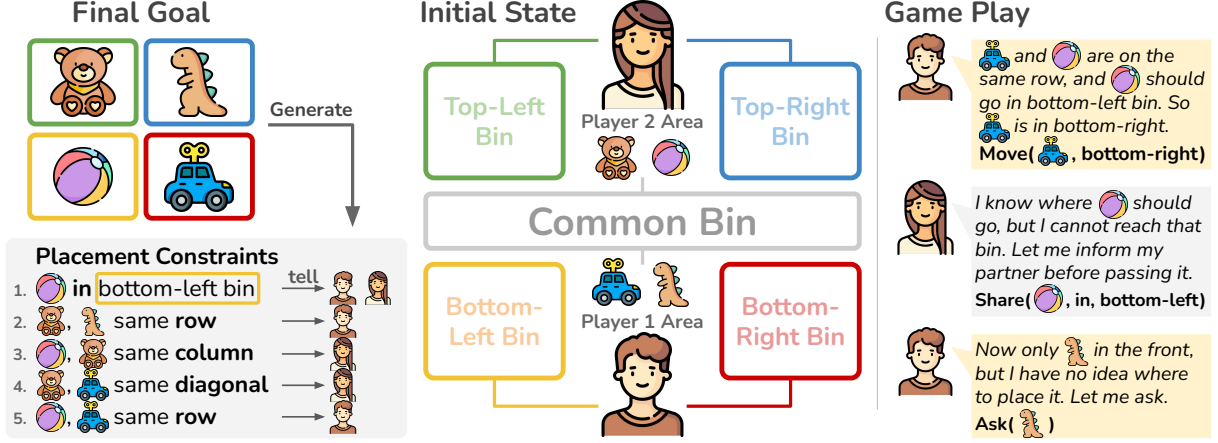 Final Goal
Generate
Placement Constraints
1. in bottom-left bin
tell
2. , same row
3. , same column
4. , same diagonal
5. , same row
Initial State
Top-Left
Bin
Top-Right
Bin
Player 2 Area
Common Bin
Bottom-
Left Bin
Player 1 Area
Bottom-
Right Bin
Game Play
and are on the
same row, and should
go in bottom-left bin. So
is in bottom-right.
Move( , bottom-right)
I know where should
go, but I cannot reach that
bin. Let me inform my
partner before passing it.
Share( , in, bottom-left)
Now only in the front,
but I have no idea where
to place it. Let me ask.
Ask( )